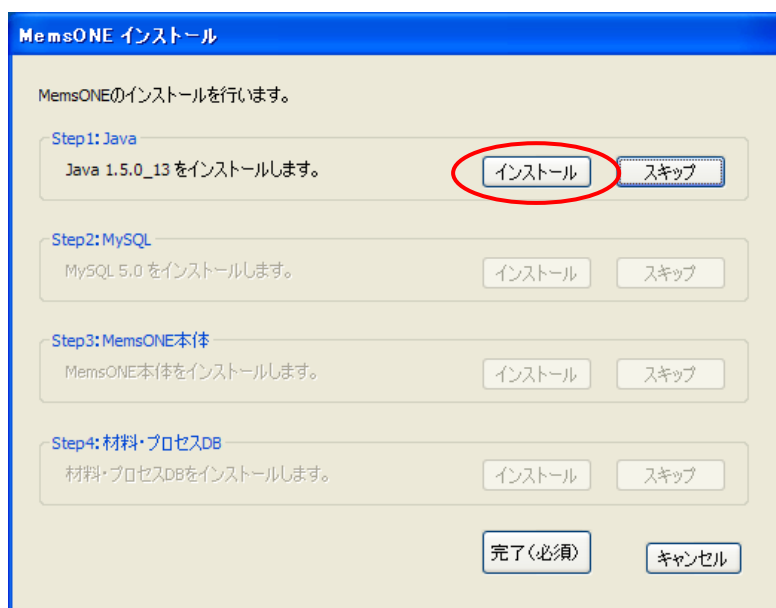 MemsONE インストール
MemsONEのインストールを行います。
Step1:Java
Java 1.5.0_13 をインストールします。 インストール スキップ
Step2:MySQL
MySQL 5.0 をインストールします。 インストール スキップ
Step3:MemsONE本体
MemsONE本体をインストールします。 インストール スキップ
Step4:材料・プロセスDB
材料・プロセスDBをインストールします。 インストール スキップ
完了(必須) キャンセル